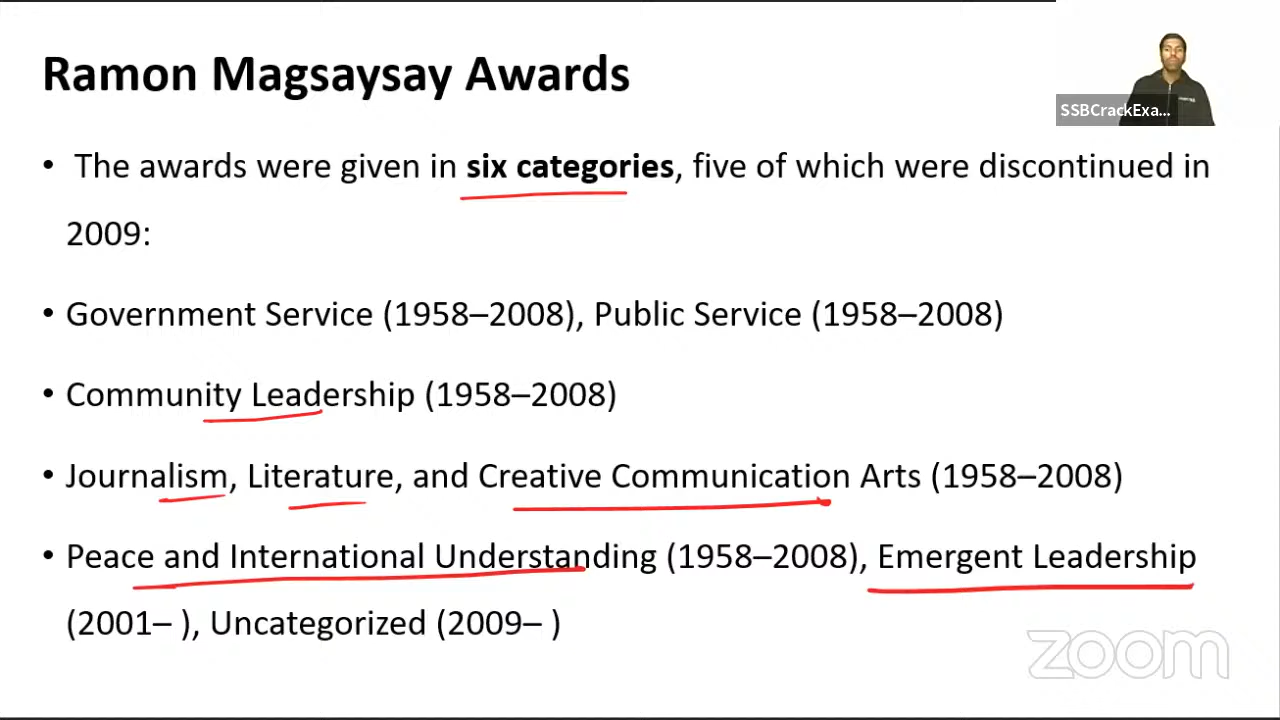 Ramon Magsaysay Awards
SSBCrackExa...
• The awards were given in six categories, five of which were discontinued in
2009:
• Government Service (1958–2008), Public Service (1958–2008)
• Community Leadership (1958–2008)
• Journalism, Literature, and Creative Communication Arts (1958–2008)
• Peace and International Understanding (1958–2008), Emergent Leadership
(2001– ), Uncategorized (2009– )
zoom